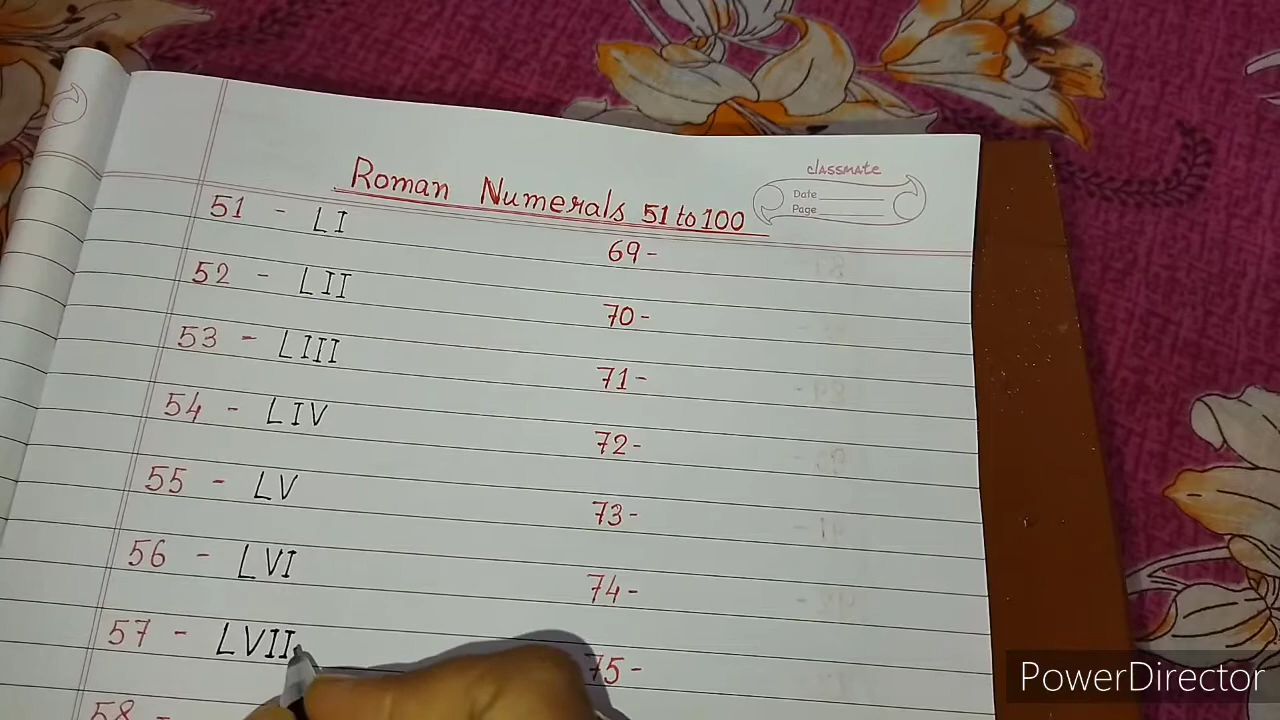 Roman Numerals 51 to 100
classmate
Date
Page
51 - LI
52 - LII
53 - LIII
54 - LIV
55 - LV
56 - LVI
57 - LVII
58 -
69-
70-
71-
72-
73-
74-
75-
PowerDirector